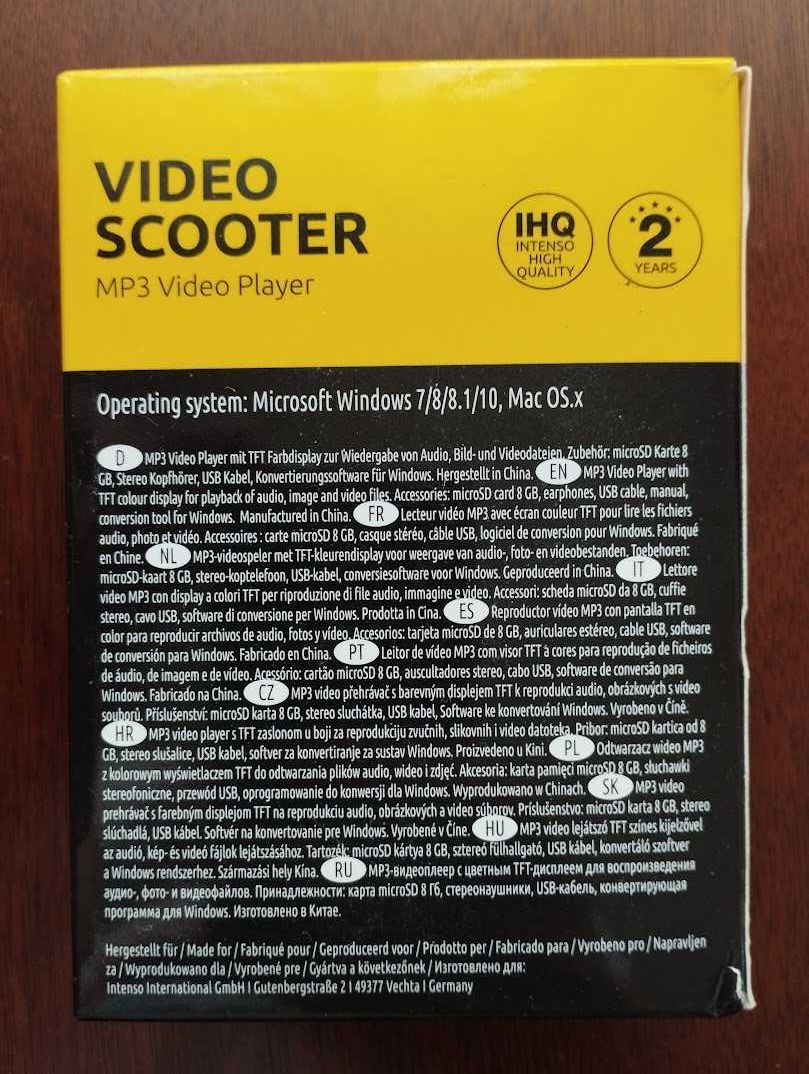 VIDEO
SCOOTER
MP3 Video Player
IHQ
INTENSO
HIGH
QUALITY
2
YEARS
Operating system: Microsoft Windows 7/8/8.1/10, Mac OS.x
D MP3 Video Player mit TFT Farbdisplay zur Wiedergabe von Audio, Bild- und Videodateien. Zubehör: microSD Karte 8
GB, Stereo Kopfhörer, USB Kabel, Konvertierungssoftware für Windows. Hergestellt in China. EN MP3 Video Player with
TFT colour display for playback of audio, image and video files. Accessories: microSD card 8 GB, earphones, USB cable, manual,
conversion tool for Windows. Manufactured in China. FR Lecteur vidéo MP3 avec écran couleur TFT pour lire les fichiers
audio, photo et vidéo. Accessoires : carte microSD 8 GB, casque stéréo, câble USB, logiciel de conversion pour Windows. Fabriqué
en Chine. NL MP3-videospeler met TFT-kleurendisplay voor weergave van audio-, foto- en videobestanden. Toebehoren:
microSD-kaart 8 GB, stereo-koptelefoon, USB-kabel, conversiesoftware voor Windows. Geproduceerd in China. IT Lettore
video MP3 con display a colori TFT per riproduzione di file audio, immagine e video. Accessori: scheda microSD da 8 GB, cuffie
stereo, cavo USB, software di conversione per Windows. Prodotta in Cina. ES Reproductor vídeo MP3 con pantalla TFT en
color para reproducir archivos de audio, fotos y vídeo. Accesorios: tarjeta microSD de 8 GB, auriculares estéreo, cable USB, software
de conversión para Windows. Fabricado en China. PT Leitor de vídeo MP3 com visor TFT à cores para reprodução de ficheiros
de áudio, de imagem e de vídeo. Acessório: cartão microSD 8 GB, auscultadores stereo, cabo USB, software de conversão para
Windows. Fabricado na China. CZ MP3 video přehrávač s barevným displejem TFT k reprodukci audio, obrázkových s video
souborů. Příslušenství: microSD karta 8 GB, stereo sluchátka, USB kabel, Software ke konvertování Windows. Vyrobeno v Číně.
HR MP3 video player s TFT zaslonom u boji za reprodukciju zvučnih, slikovnih i video datoteka. Pribor: microSD kartica od 8
GB, stereo slušalice, USB kabel, softver za konvertiranje za sustav Windows. Proizvedeno u Kini. PL Odtwarzacz wideo MP3
z kolorowym wyświetlaczem TFT do odtwarzania plików audio, wideo i zdjęć. Akcesoria: karta pamięci microSD 8 GB, słuchawki
stereofoniczne, przewód USB, oprogramowanie do konwersji dla Windows. Wyprodukowano w Chinach. SK MP3 video
prehrávač s farebným displejom TFT na reprodukciu audio, obrázkových a video súborov. Príslušenstvo: microSD karta 8 GB, stereo
slúchadlá, USB kábel. Softvér na konvertovanie pre Windows. Vyrobené v Číne. HU MP3 video lejátszó TFT színes kijelzővel
az audió, kép- és videó fájlok lejátszásához. Tartozék: microSD kártya 8 GB, sztereó fülhallgató, USB kábel, konvertáló szoftver
a Windows rendszerhez. Származási hely Kína. RU MP3-видеоплеер с цветным TFT-дисплеем для воспроизведения
аудио-, фото- и видеофайлов. Принадлежности: карта microSD 8 Гб, стереонаушники, USB-кабель, конвертирующая
программа для Windows. Изготовлено в Китае.
Hergestellt für / Made for / Fabriqué pour / Geproduceerd voor / Prodotto per / Fabricado para / Vyrobeno pro / Napravljen
za / Wyprodukowano dla / Vyrobené pre / Gyártva a következőnek / Изготовлено для:
Intenso International GmbH I Gutenbergstraße 2 I 49377 Vechta I Germany